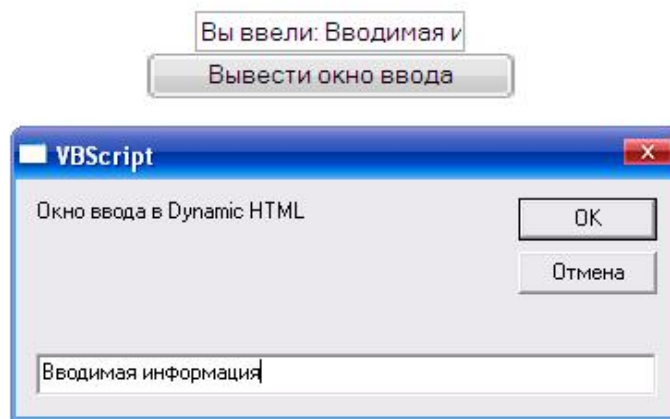 Вы ввели: Вводимая и
Вывести окно ввода
VBScript
Окно ввода в Dynamic HTML
OK
Отмена
Вводимая информация